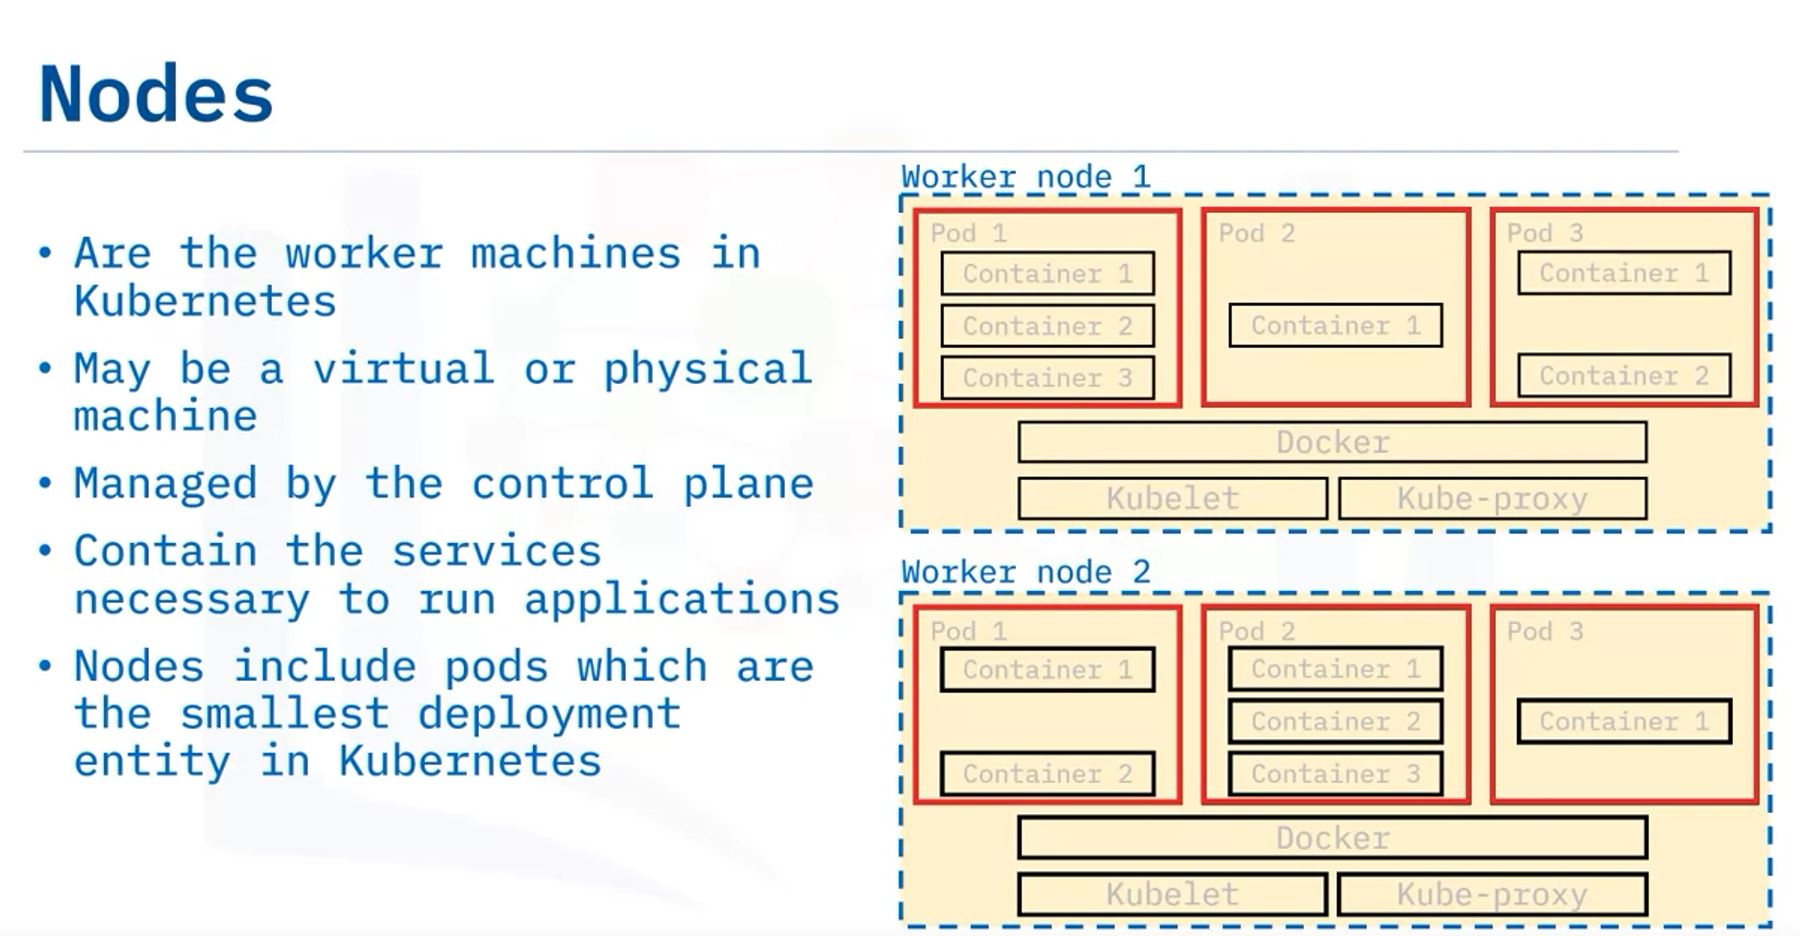 Nodes
• Are the worker machines in
Kubernetes
• May be a virtual or physical
machine
• Managed by the control plane
• Contain the services
necessary to run applications
• Nodes include pods which are
the smallest deployment
entity in Kubernetes
Worker node 1
Pod 1
Container 1
Container 2
Container 3
Pod 2
Container 1
Pod 3
Container 1
Container 2
Docker
Kubelet
Kube-proxy
Worker node 2
Pod 1
Container 1
Container 2
Pod 2
Container 1
Container 2
Container 3
Pod 3
Container 1
Docker
Kubelet
Kube-proxy